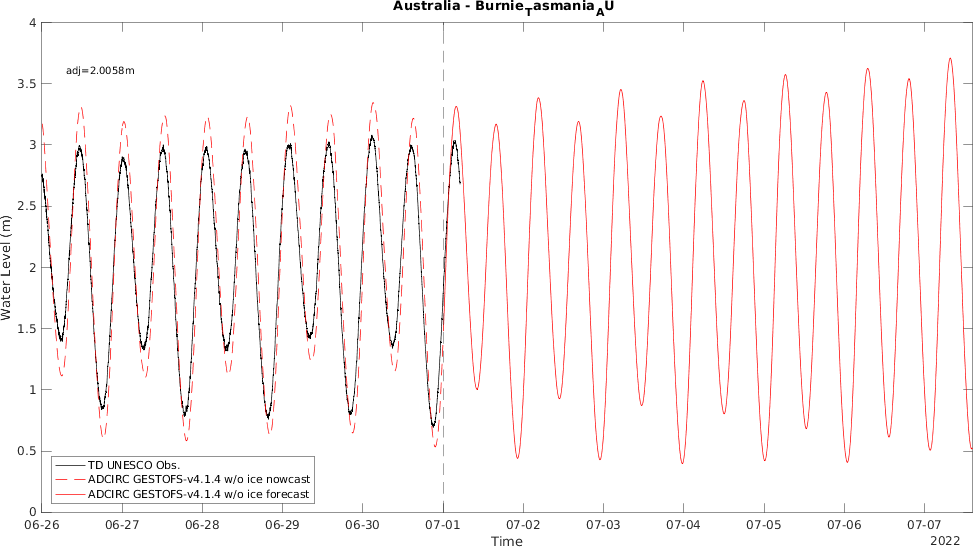 Australia - Burnie_Tasmania_AU
adj=2.0058m
Water Level (m)
4
3.5
3
2.5
2
1.5
1
0.5
0
TD UNESCO Obs.
ADCIRC GESTOFS-v4.1.4 w/o ice nowcast
ADCIRC GESTOFS-v4.1.4 w/o ice forecast
06-26 06-27 06-28 06-29 06-30 07-01 07-02 07-03 07-04 07-05 07-06 07-07
Time
2022